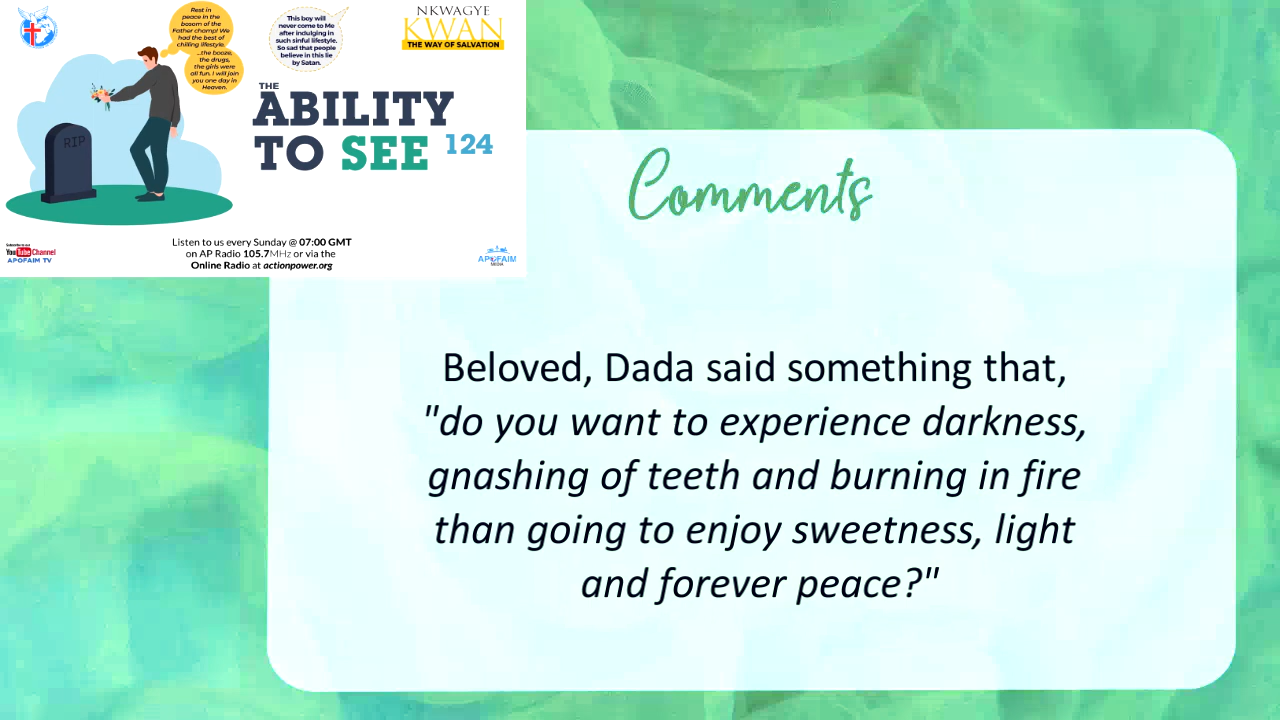 Rest in
peace in the
bosom of the
Father champ! We
had the best of
chilling lifestyle.
...the booze,
the drugs,
the girls were
all fun. I will join
you one day in
Heaven.
This boy will
never come to Me
after indulging in
such sinful lifestyle.
So sad that people
believe in this lie
by Satan.
NKWAGYE
KWAN
THE WAY OF SALVATION
THE
ABILITY
TO SEE 124
RIP
Listen to us every Sunday @ 07:00 GMT
on AP Radio 105.7MHz or via the
Online Radio at actionpower.org
Subscribe to our
YouTube Channel
APOFAIM TV
APOFAIM
MEDIA
Comments
Beloved, Dada said something that,
"do you want to experience darkness,
gnashing of teeth and burning in fire
than going to enjoy sweetness, light
and forever peace?"